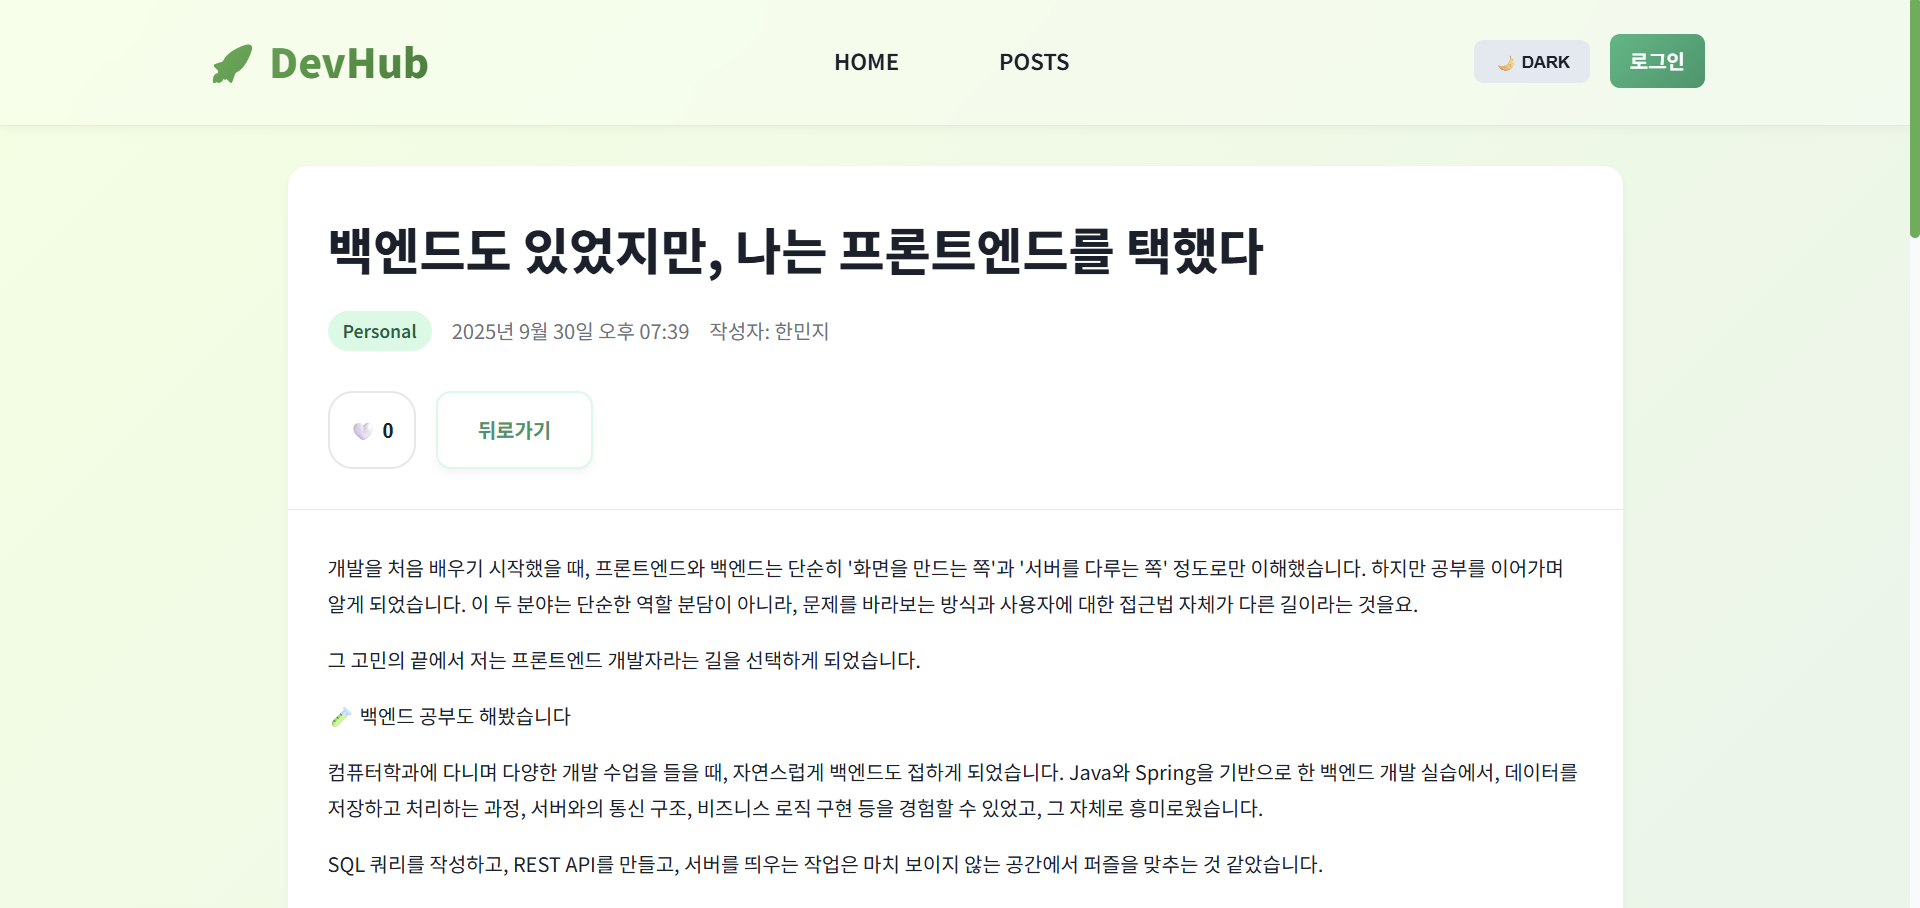 DevHub
HOME
POSTS
🌙 DARK
로그인
백엔드도 있었지만, 나는 프론트엔드를 택했다
Personal
2025년 9월 30일 오후 07:39
작성자: 한민지
🤍 0
뒤로가기
개발을 처음 배우기 시작했을 때, 프론트엔드와 백엔드는 단순히 '화면을 만드는 쪽'과 '서버를 다루는 쪽' 정도로만 이해했습니다. 하지만 공부를 이어가며
알게 되었습니다. 이 두 분야는 단순한 역할 분담이 아니라, 문제를 바라보는 방식과 사용자에 대한 접근법 자체가 다른 길이라는 것을요.
그 고민의 끝에서 저는 프론트엔드 개발자라는 길을 선택하게 되었습니다.
🧪 백엔드 공부도 해봤습니다
컴퓨터학과에 다니며 다양한 개발 수업을 들을 때, 자연스럽게 백엔드도 접하게 되었습니다. Java와 Spring을 기반으로 한 백엔드 개발 실습에서, 데이터를
저장하고 처리하는 과정, 서버와의 통신 구조, 비즈니스 로직 구현 등을 경험할 수 있었고, 그 자체로 흥미로웠습니다.
SQL 쿼리를 작성하고, REST API를 만들고, 서버를 띄우는 작업은 마치 보이지 않는 공간에서 퍼즐을 맞추는 것 같았습니다.